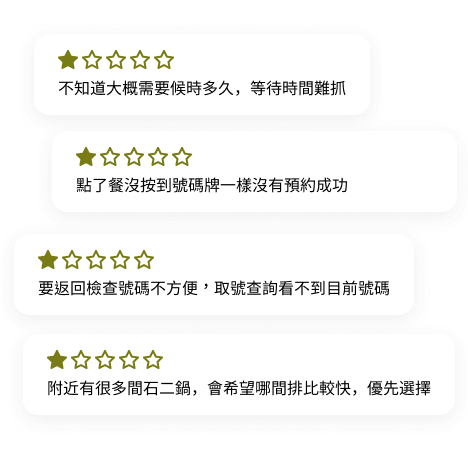 不知道大概需要候時多久，等待時間難抓
點了餐沒按到號碼牌一樣沒有預約成功
要返回檢查號碼不方便，取號查詢看不到目前號碼
附近有很多間石二鍋，會希望哪間排比較快，優先選擇